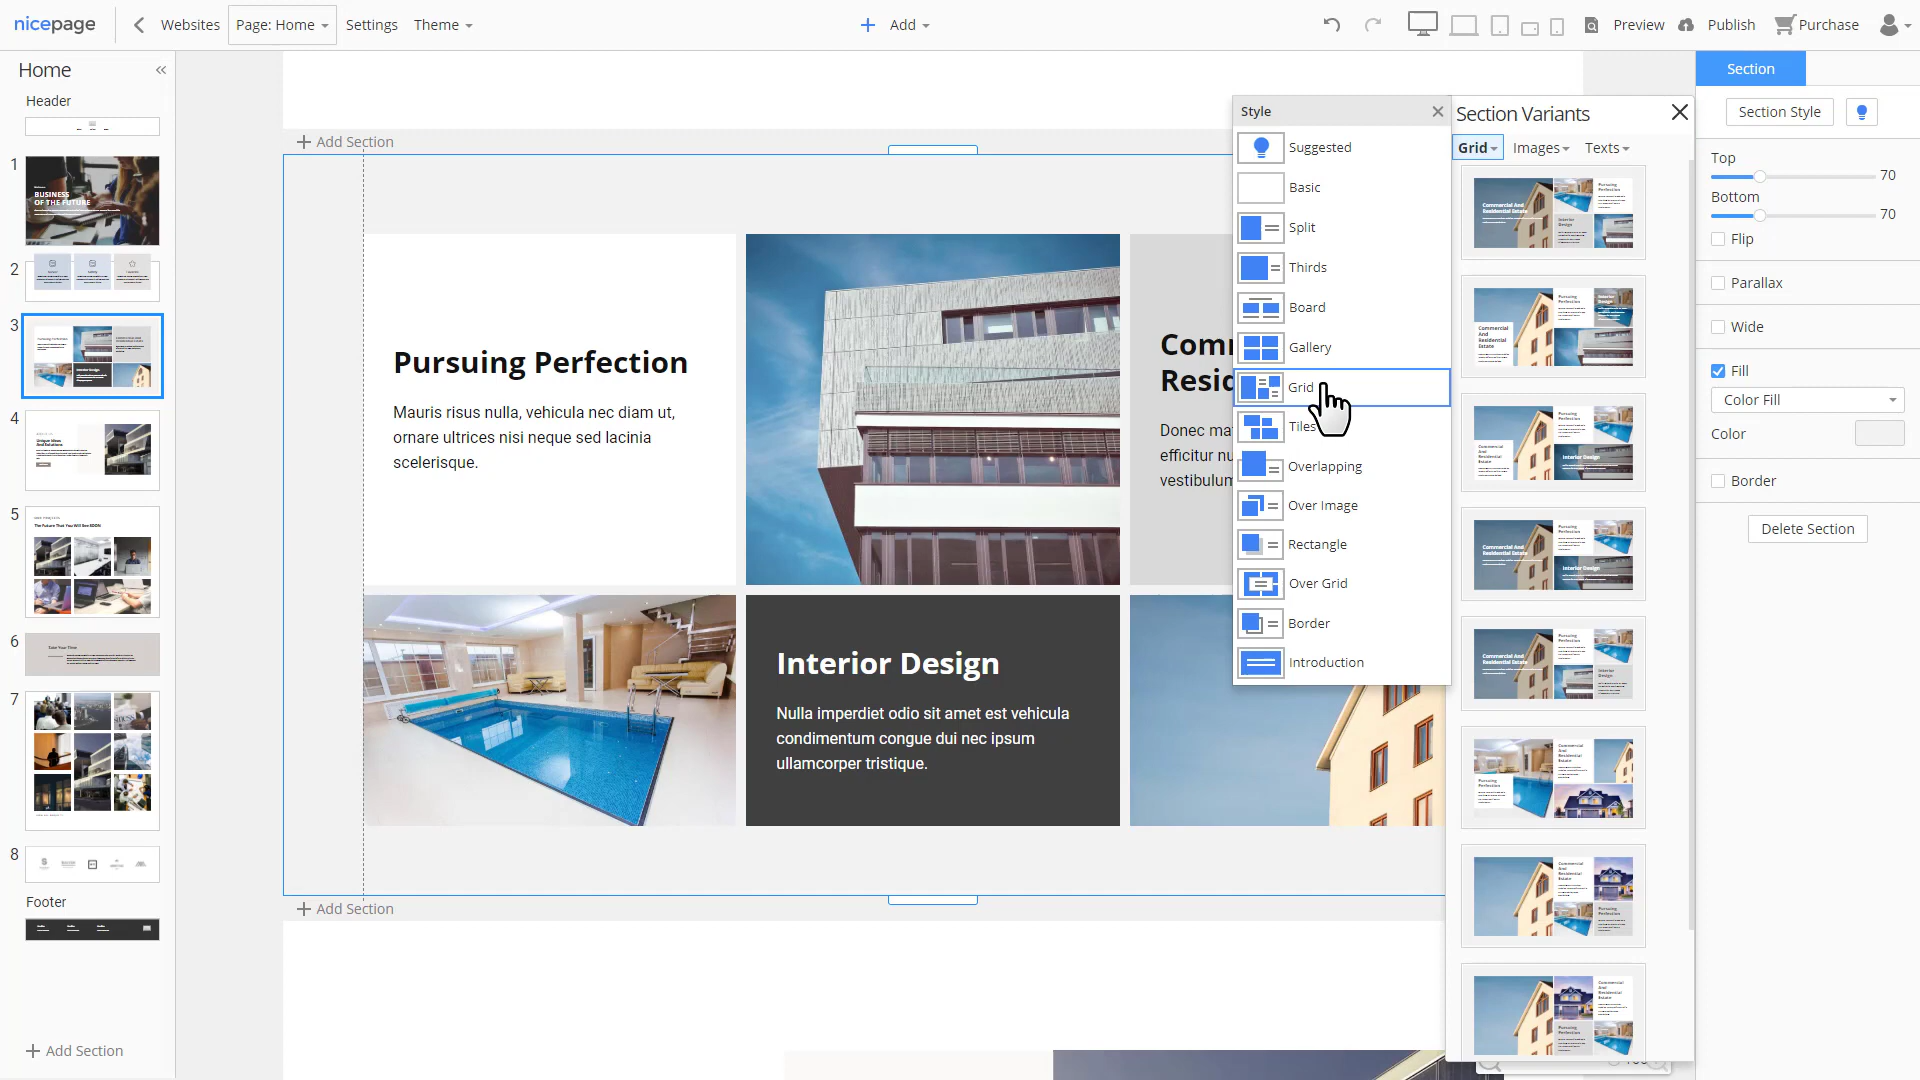 nicepage
Websites
Page: Home
Settings
Theme
Add
Preview
Publish
Purchase
Home
Header
1
BUSINESS
OF THE FUTURE
2
3
4
5
6
7
8
Footer
Add Section
Add Section
Pursuing Perfection
Mauris risus nulla, vehicula nec diam ut,
ornare ultrices nisi neque sed lacinia
scelerisque.
Interior Design
Nulla imperdiet odio sit amet est vehicula
condimentum congue dui nec ipsum
ullamcorper tristique.
Add Section
Style
Suggested
Basic
Split
Thirds
Board
Gallery
Grid
Tiles
Overlapping
Over Image
Rectangle
Over Grid
Border
Introduction
Section Variants
Grid
Images
Texts
Section
Section Style
Top
70
Bottom
70
Flip
Parallax
Wide
Fill
Color Fill
Color
Border
Delete Section